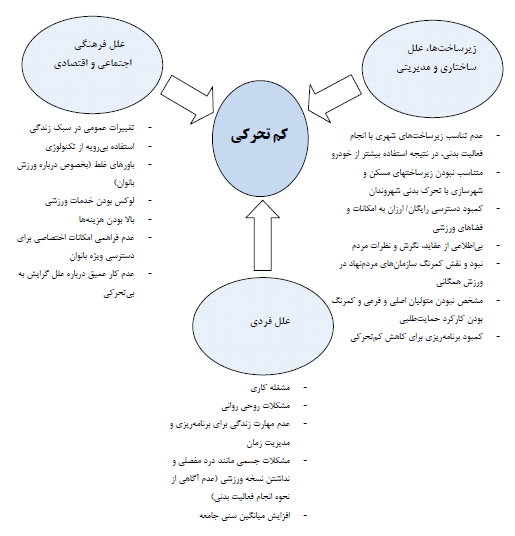 زیرساخت‌ها، علل
ساختاری و مدیریتی
علل فرهنگی
اجتماعی و اقتصادی
کم تحرکی
- عدم تناسب زیرساخت‌های شهری با انجام
فعالیت بدنی، در نتیجه استفاده بیشتر از خودرو
- متناسب نبودن زیرساختهای مسکن و
شهرسازی با تحرک بدنی شهروندان
- کمبود دسترسی رایگان/ ارزان به امکانات و
فضاهای ورزشی
- بی‌اطلاعی از عقاید، نگرش و نظرات مردم
- نبود و نقش کمرنگ سازمان‌های مردم‌نهاد در
ورزش همگانی
- مشخص نبودن متولیان اصلی و فرعی و کمرنگ
بودن کارکرد حمایت‌طلبی
- کمبود برنامه‌ریزی برای کاهش کم‌تحرکی
- تغییرات عمومی در سبک زندگی
- استفاده بی‌رویه از تکنولوژی
- باورهای غلط (بخصوص درباره ورزش
بانوان)
- لوکس بودن خدمات ورزشی
- بالا بودن هزینه‌ها
- عدم فراهمی امکانات اختصاصی برای
دسترسی ویژه بانوان
- عدم کار عمیق درباره علل گرایش به
بی‌تحرکی
علل فردی
- مشغله کاری
- مشکلات روحی روانی
- عدم مهارت زندگی برای برنامه‌ریزی و
مدیریت زمان
- مشکلات جسمی مانند درد مفصلی و
نداشتن نسخه ورزشی (عدم آگاهی از
نحوه انجام فعالیت بدنی)
- افزایش میانگین سنی جامعه